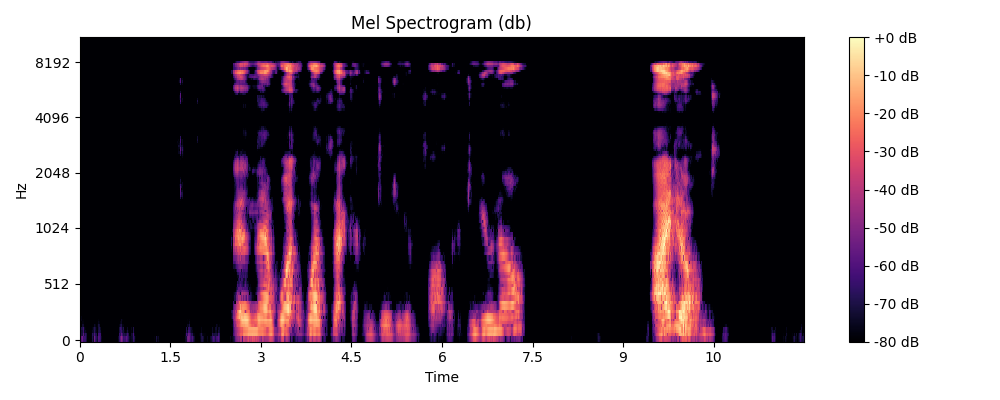 Mel Spectrogram (db)
8192
4096
2048
1024
512
0
Hz
0 1.5 3 4.5 6 7.5 9 10
Time
+0 dB
-10 dB
-20 dB
-30 dB
-40 dB
-50 dB
-60 dB
-70 dB
-80 dB